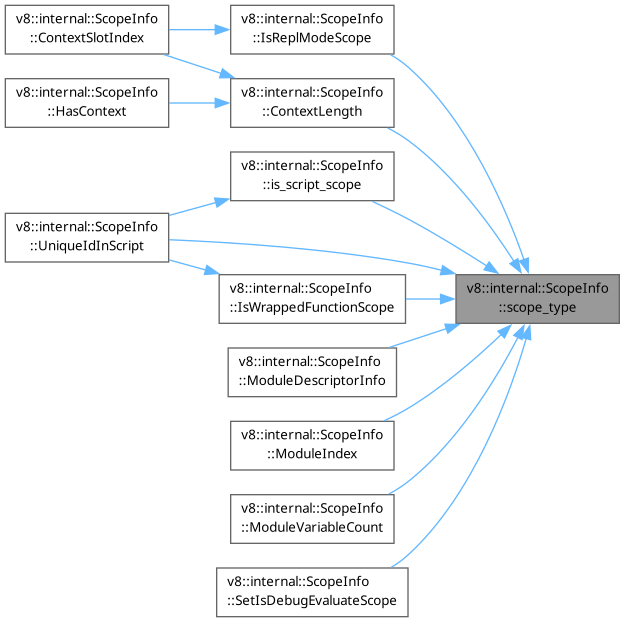 v8::internal::ScopeInfo
::ContextSlotIndex
v8::internal::ScopeInfo
::IsReplModeScope
v8::internal::ScopeInfo
::HasContext
v8::internal::ScopeInfo
::ContextLength
v8::internal::ScopeInfo
::is_script_scope
v8::internal::ScopeInfo
::UniqueIdInScript
v8::internal::ScopeInfo
::IsWrappedFunctionScope
v8::internal::ScopeInfo
::scope_type
v8::internal::ScopeInfo
::ModuleDescriptorInfo
v8::internal::ScopeInfo
::ModuleIndex
v8::internal::ScopeInfo
::ModuleVariableCount
v8::internal::ScopeInfo
::SetIsDebugEvaluateScope